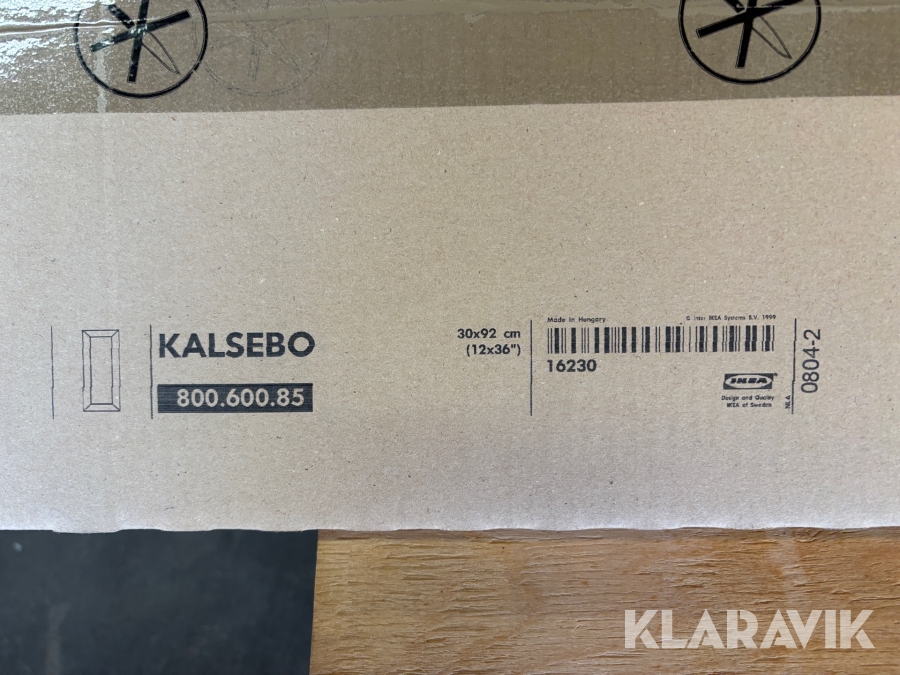 KALSEBO
800.600.85
30x92 cm
(12x36")
Made in Hungary
© Inter IKEA Systems B.V. 1999
16230
IKEA
Design and Quality
IKEA of Sweden
NLA
0804-2
KLARAVIK